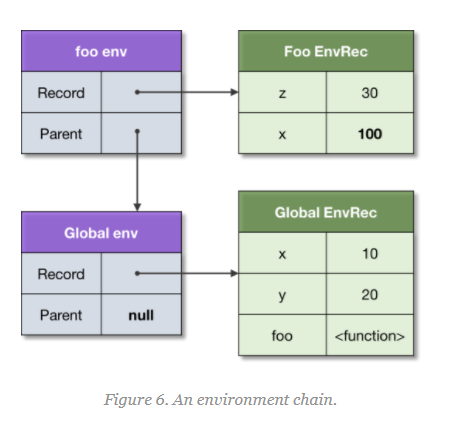 foo env
Record
Parent
Foo EnvRec
z 30
x 100
Global env
Record
Parent null
Global EnvRec
x 10
y 20
foo <function>
Figure 6. An environment chain.